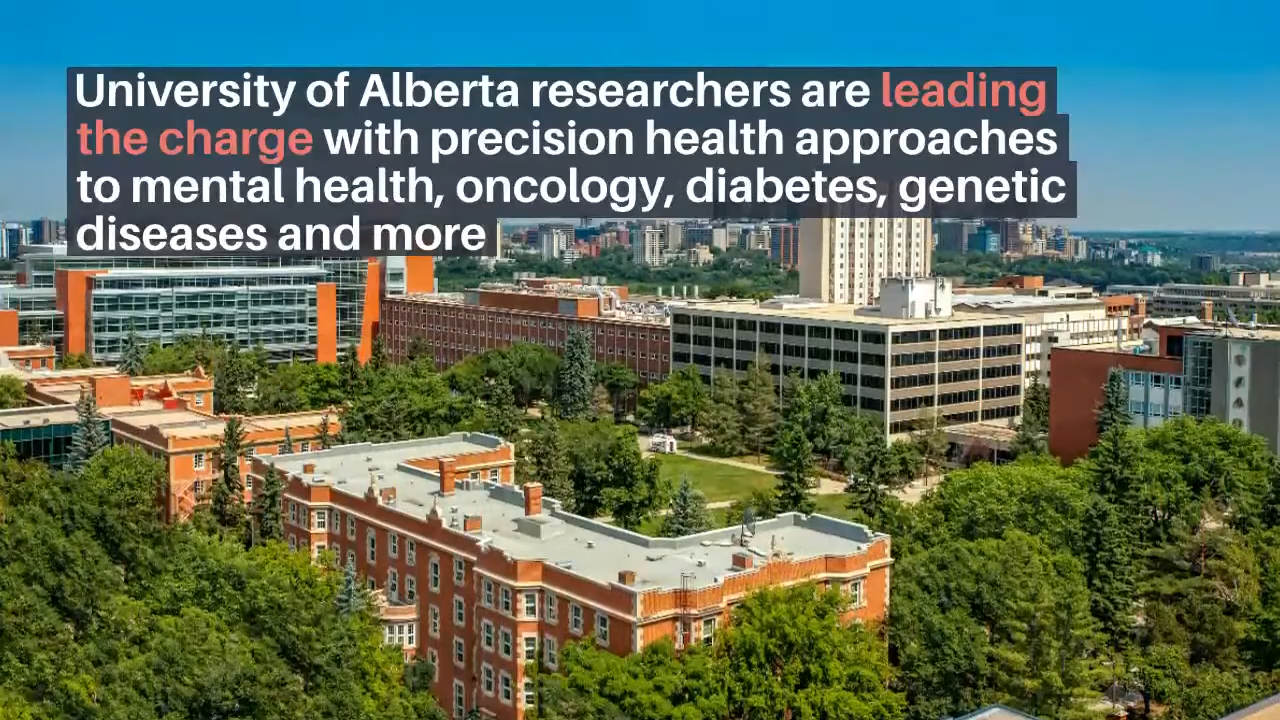 University of Alberta researchers are leading
the charge with precision health approaches
to mental health, oncology, diabetes, genetic
diseases and more